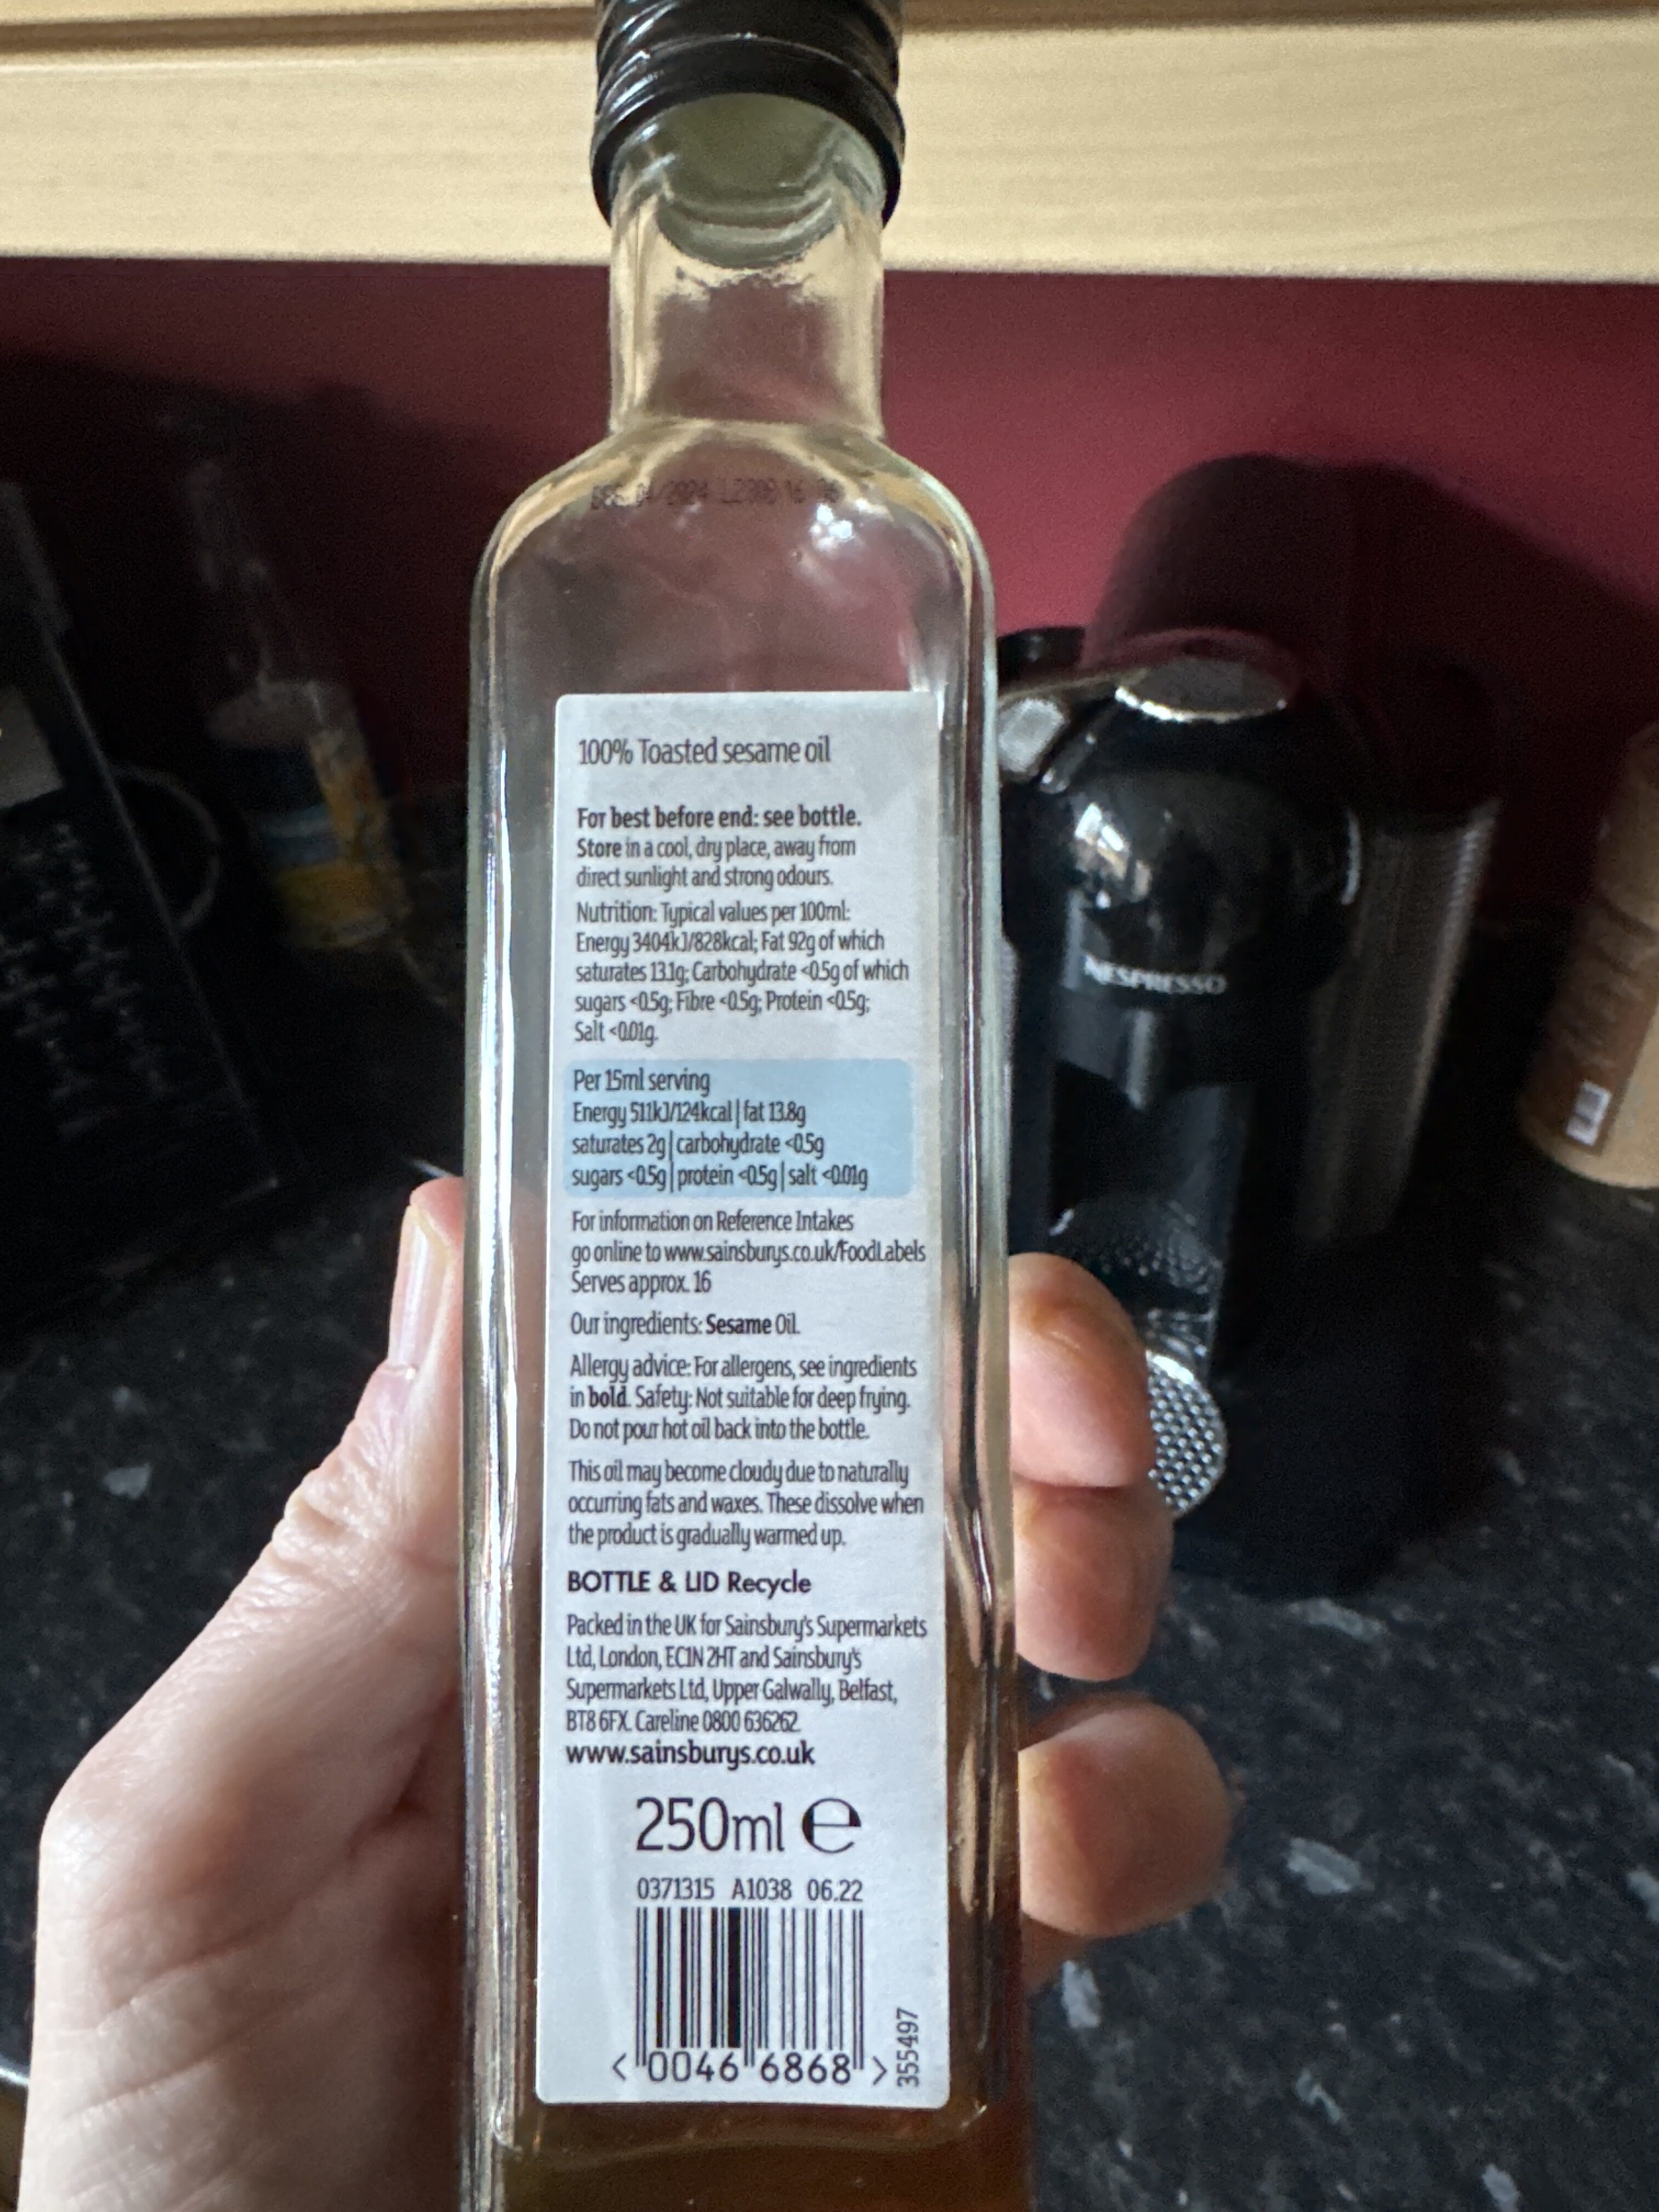 04/2024
100% Toasted sesame oil
For best before end: see bottle.
Store in a cool, dry place, away from
direct sunlight and strong odours.
Nutrition: Typical values per 100ml:
Energy 3404kJ/828kcal; Fat 92g of which
saturates 13.1g; Carbohydrate <0.5g of which
sugars <0.5g; Fibre <0.5g; Protein <0.5g;
Salt <0.01g.
Per 15ml serving
Energy 511kJ/124kcal | fat 13.8g
saturates 2g | carbohydrate <0.5g
sugars <0.5g | protein <0.5g | salt <0.01g
For information on Reference Intakes
go online to www.sainsburys.co.uk/FoodLabels
Serves approx. 16
Our ingredients: Sesame Oil.
Allergy advice: For allergens, see ingredients
in bold. Safety: Not suitable for deep frying.
Do not pour hot oil back into the bottle.
This oil may become cloudy due to naturally
occurring fats and waxes. These dissolve when
the product is gradually warmed up.
BOTTLE & LID Recycle
Packed in the UK for Sainsbury's Supermarkets
Ltd, London, EC1N 2HT and Sainsbury's
Supermarkets Ltd, Upper Galwally, Belfast,
BT8 6FX. Careline 0800 636262.
www.sainsburys.co.uk
250ml e
0371315 A1038 06.22
< 0046 6868 >
355497
NESPRESSO